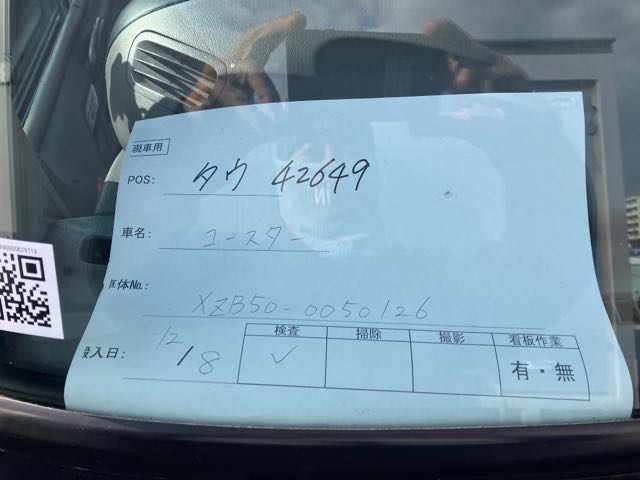 現車用
POS: タウ 42649
車名: コースター
車体No.: XZB50-0050126
搬入日: 12/8
検査 掃除 撮影 看板作業
✓ 有・無